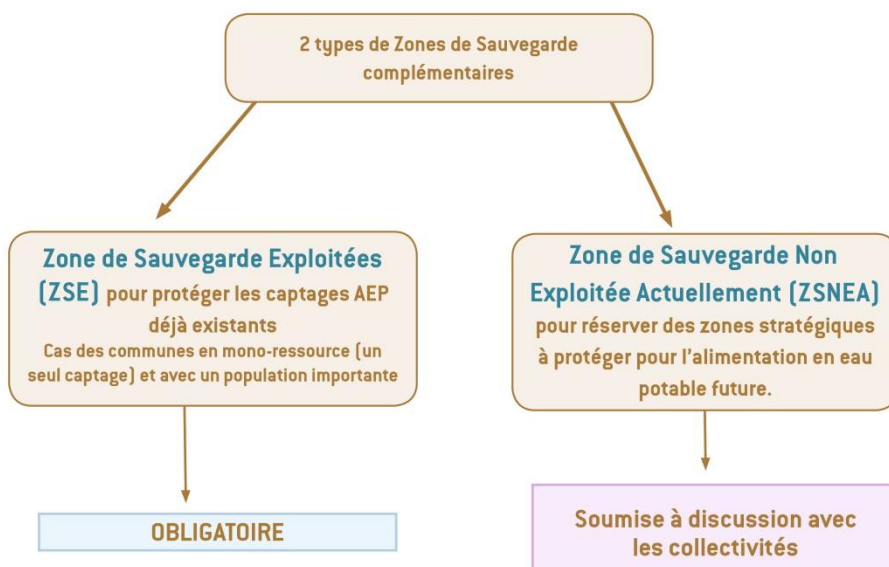 2 types de Zones de Sauvegarde
complémentaires
Zone de Sauvegarde Exploitées
(ZSE) pour protéger les captages AEP
déjà existants
Cas des communes en mono-ressource (un
seul captage) et avec un population importante
Zone de Sauvegarde Non
Exploitée Actuellement (ZSNEA)
pour réserver des zones stratégiques
à protéger pour l'alimentation en eau
potable future.
OBLIGATOIRE
Soumise à discussion avec
les collectivités